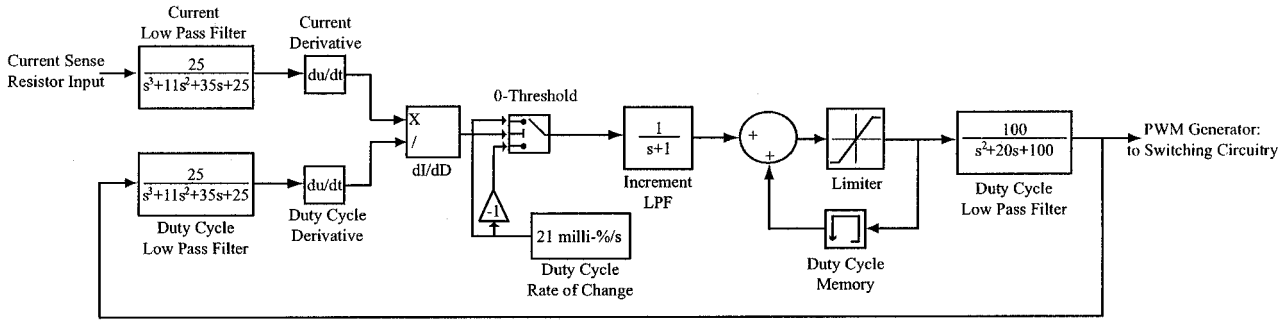 Current
Low Pass Filter
Current Sense
Resistor Input
25
s³+11s²+35s+25
Current
Derivative
du/dt
X
/
dI/dD
0-Threshold
1
s+1
Increment
LPF
+
+
Limiter
100
s²+20s+100
Duty Cycle
Low Pass Filter
PWM Generator:
to Switching Circuitry
25
s³+11s²+35s+25
Duty Cycle
Low Pass Filter
du/dt
Duty Cycle
Derivative
-1
21 milli-%/s
Duty Cycle
Rate of Change
Duty Cycle
Memory